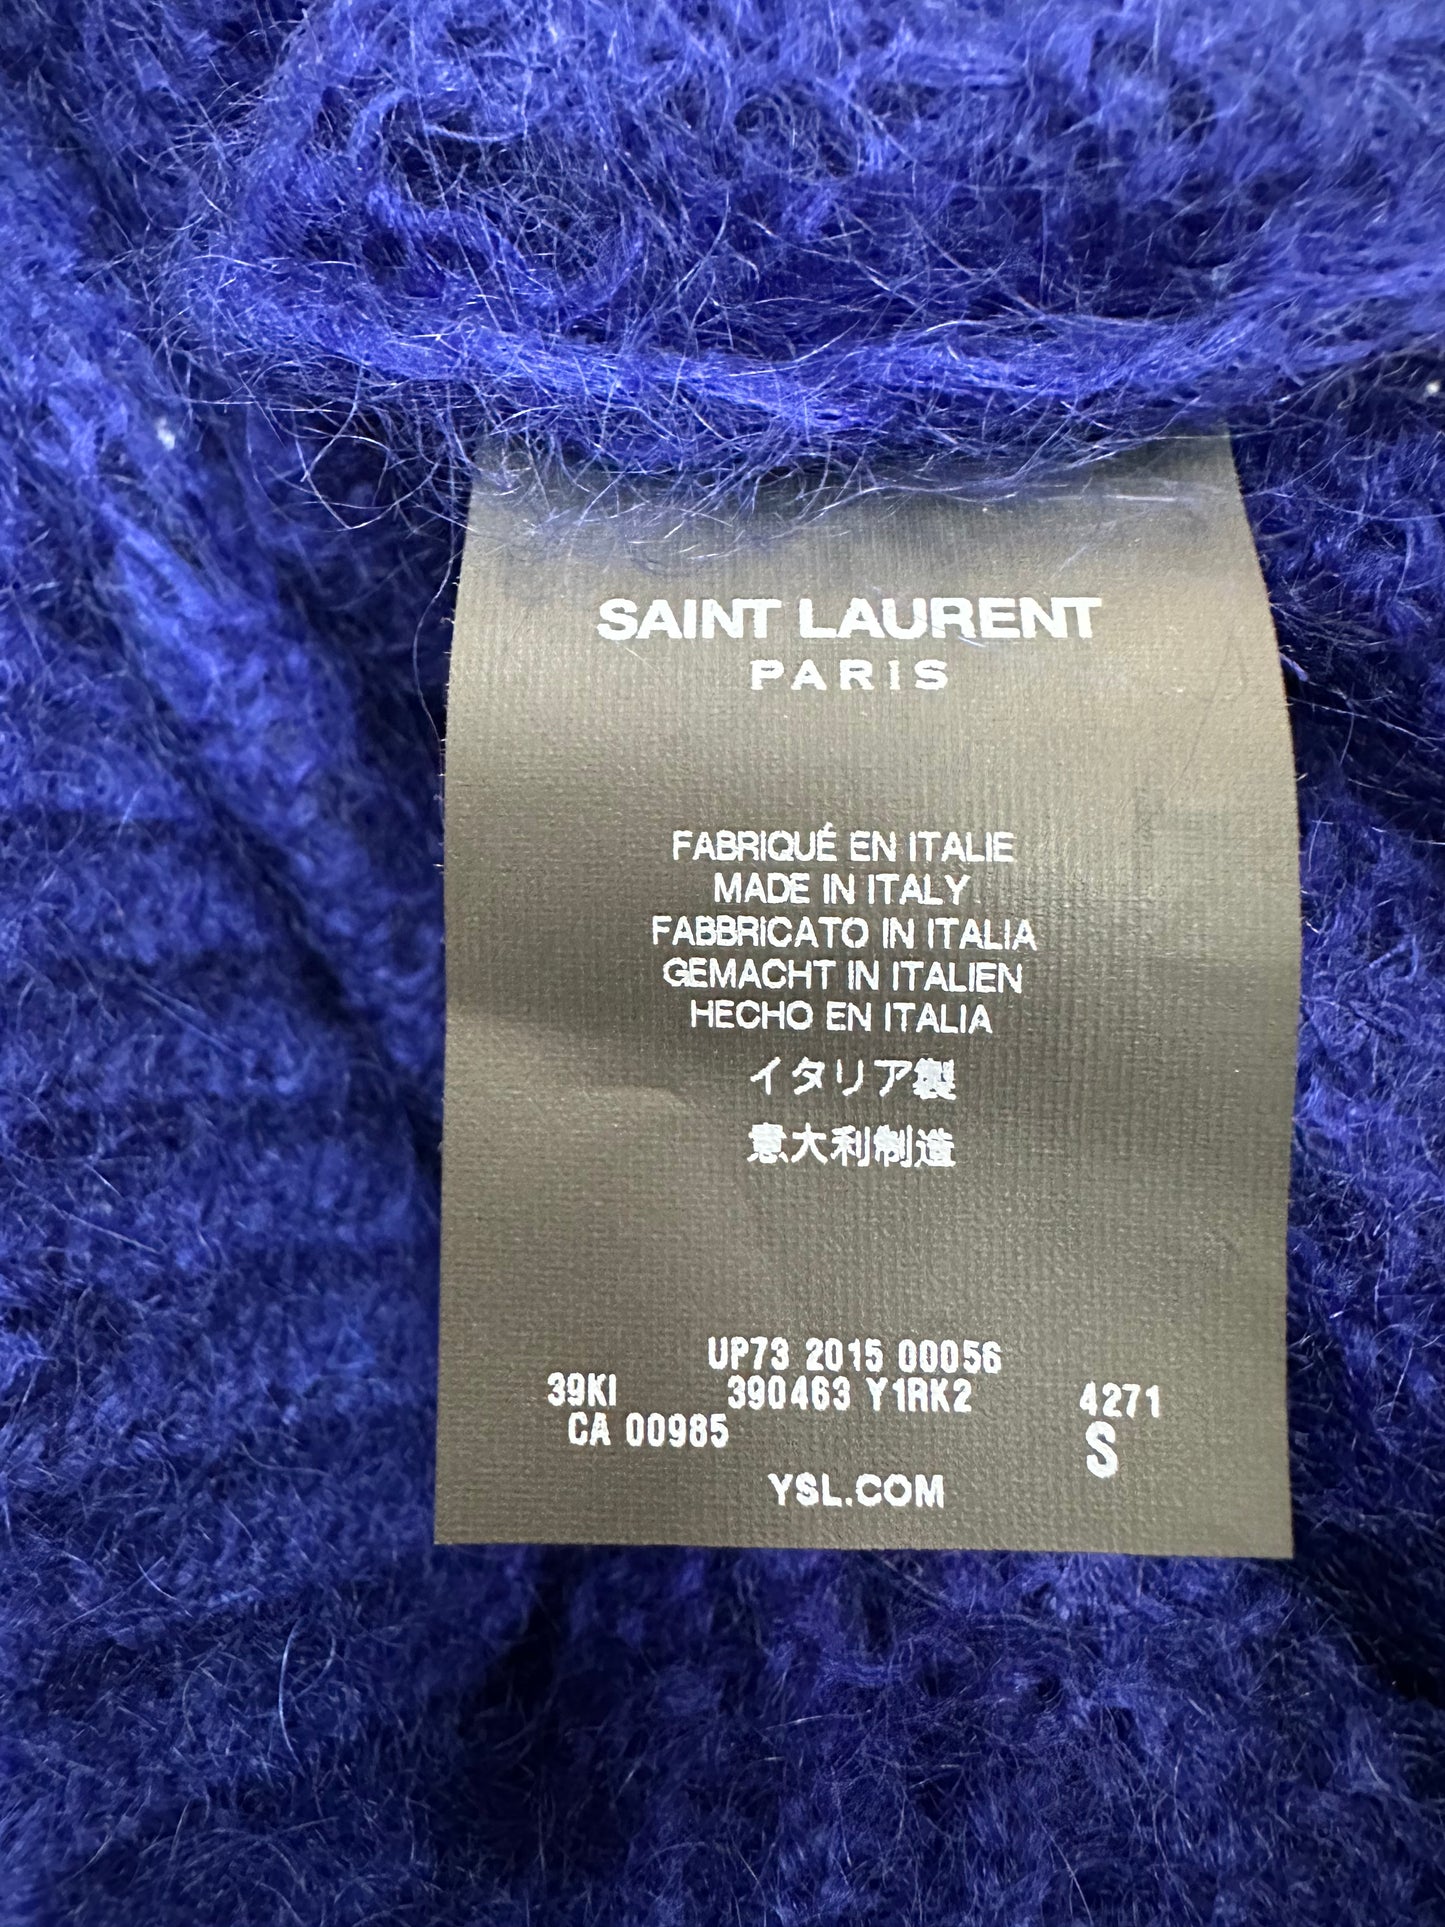 SAINT LAURENT
PARIS
FABRIQUÉ EN ITALIE
MADE IN ITALY
FABBRICATO IN ITALIA
GEMACHT IN ITALIEN
HECHO EN ITALIA
イタリア製
意大利制造
UP73 2015 00056
39KI 390463 Y1RK2 4271
CA 00985 S
YSL.COM